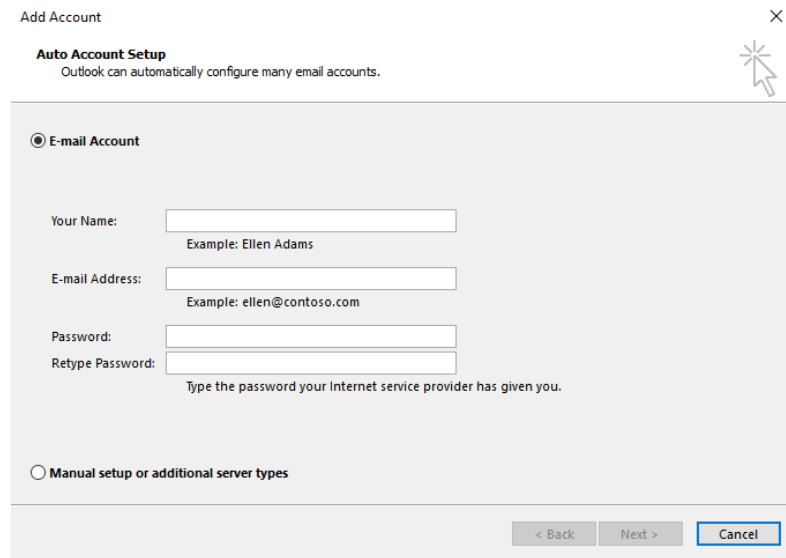 Add Account
Auto Account Setup
Outlook can automatically configure many email accounts.
E-mail Account
Your Name:
Example: Ellen Adams
E-mail Address:
Example: ellen@contoso.com
Password:
Retype Password:
Type the password your Internet service provider has given you.
Manual setup or additional server types
< Back Next > Cancel